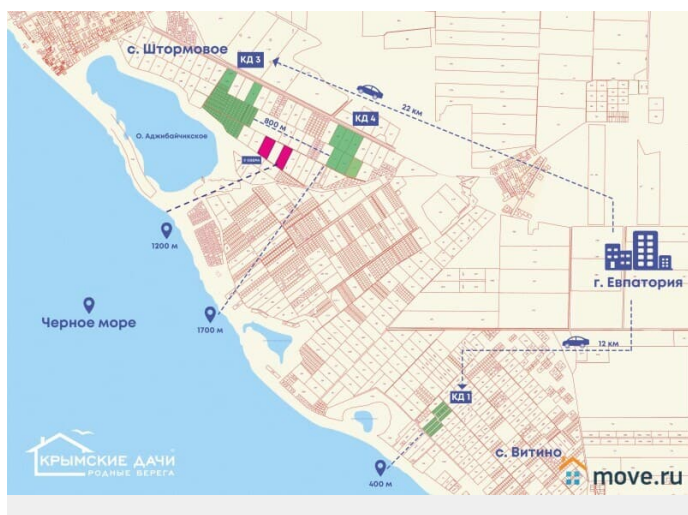 с. Штормовое
КД 3
22 км
КД 4
800 м
О. Аджибайчикское
1200 м
г. Евпатория
1700 м
Черное море
12 км
КД 1
КРЫМСКИЕ ДАЧИ
РОДНЫЕ БЕРЕГА
с. Витино
move.ru
400 м